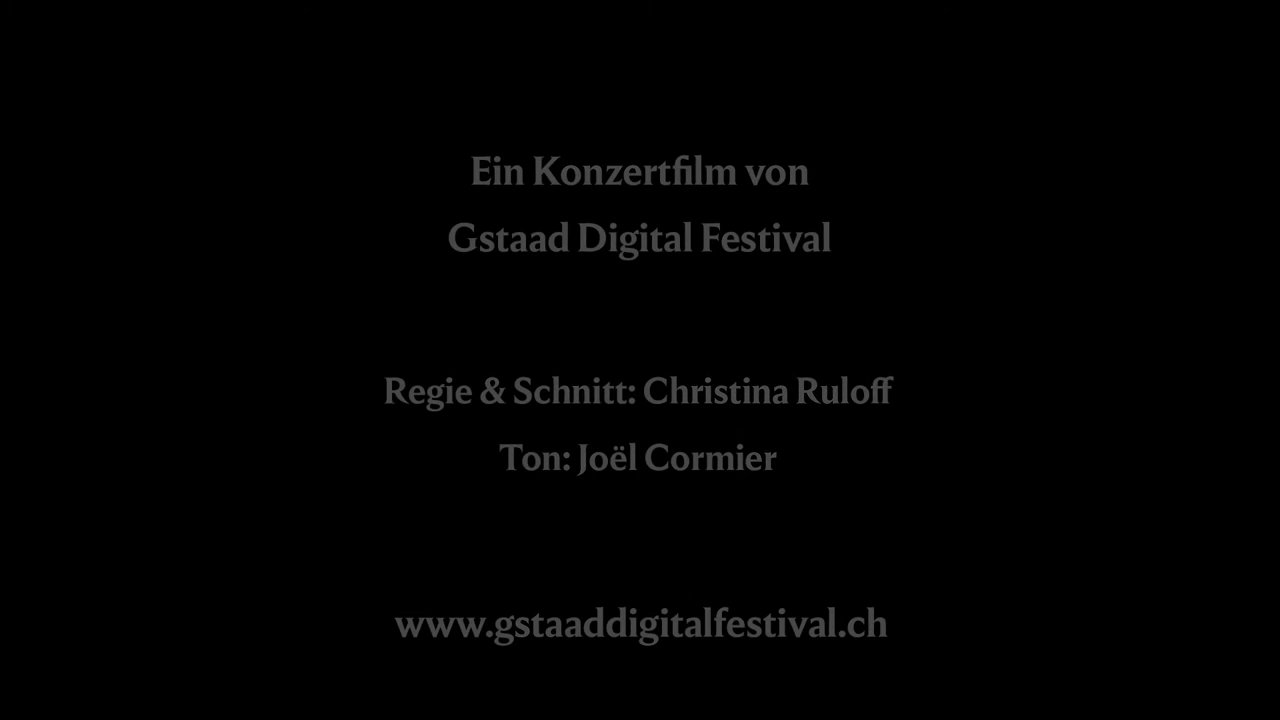 Ein Konzertfilm von
Gstaad Digital Festival
Regie & Schnitt: Christina Ruloff
Ton: Joël Cormier
www.gstaaddigitalfestival.ch